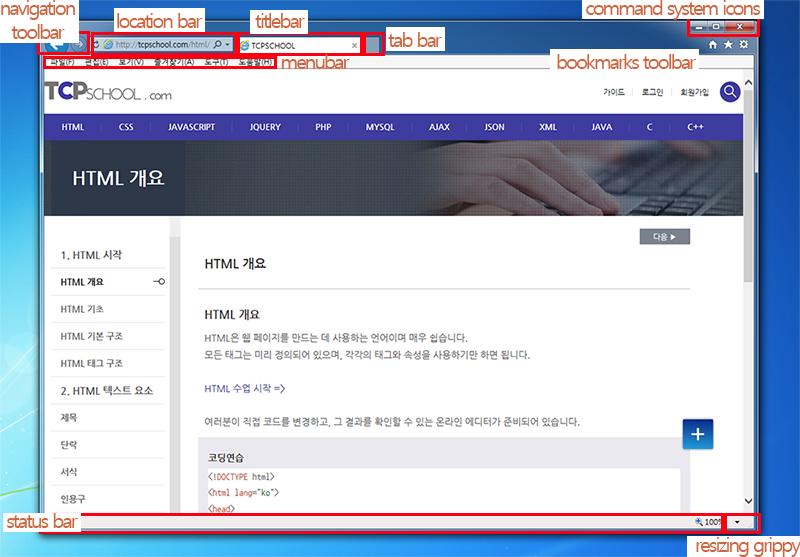 navigation
toolbar
location bar
titlebar
command system icons
http://tcpschool.com/html/
TCPSCHOOL
tab bar
파일(F) 편집(E) 보기(V) 즐겨찾기(A) 도구(T) 도움말(H)
menubar
bookmarks toolbar
TCPSCHOOL.com
가이드 로그인 회원가입
HTML CSS JAVASCRIPT JQUERY PHP MYSQL AJAX JSON XML JAVA C C++
HTML 개요
다음 ▶
1. HTML 시작
HTML 개요
HTML 기초
HTML 기본 구조
HTML 태그 구조
2. HTML 텍스트 요소
제목
단락
서식
인용구
HTML 개요
HTML 개요
HTML은 웹 페이지를 만드는 데 사용하는 언어이며 매우 쉽습니다.
모든 태그는 미리 정의되어 있으며, 각각의 태그와 속성을 사용하기만 하면 됩니다.
HTML 수업 시작 =>
여러분이 직접 코드를 변경하고, 그 결과를 확인할 수 있는 온라인 에디터가 준비되어 있습니다.
+
코딩연습
<!DOCTYPE html>
<html lang="ko">
<head>
status bar
100%
resizing grippy